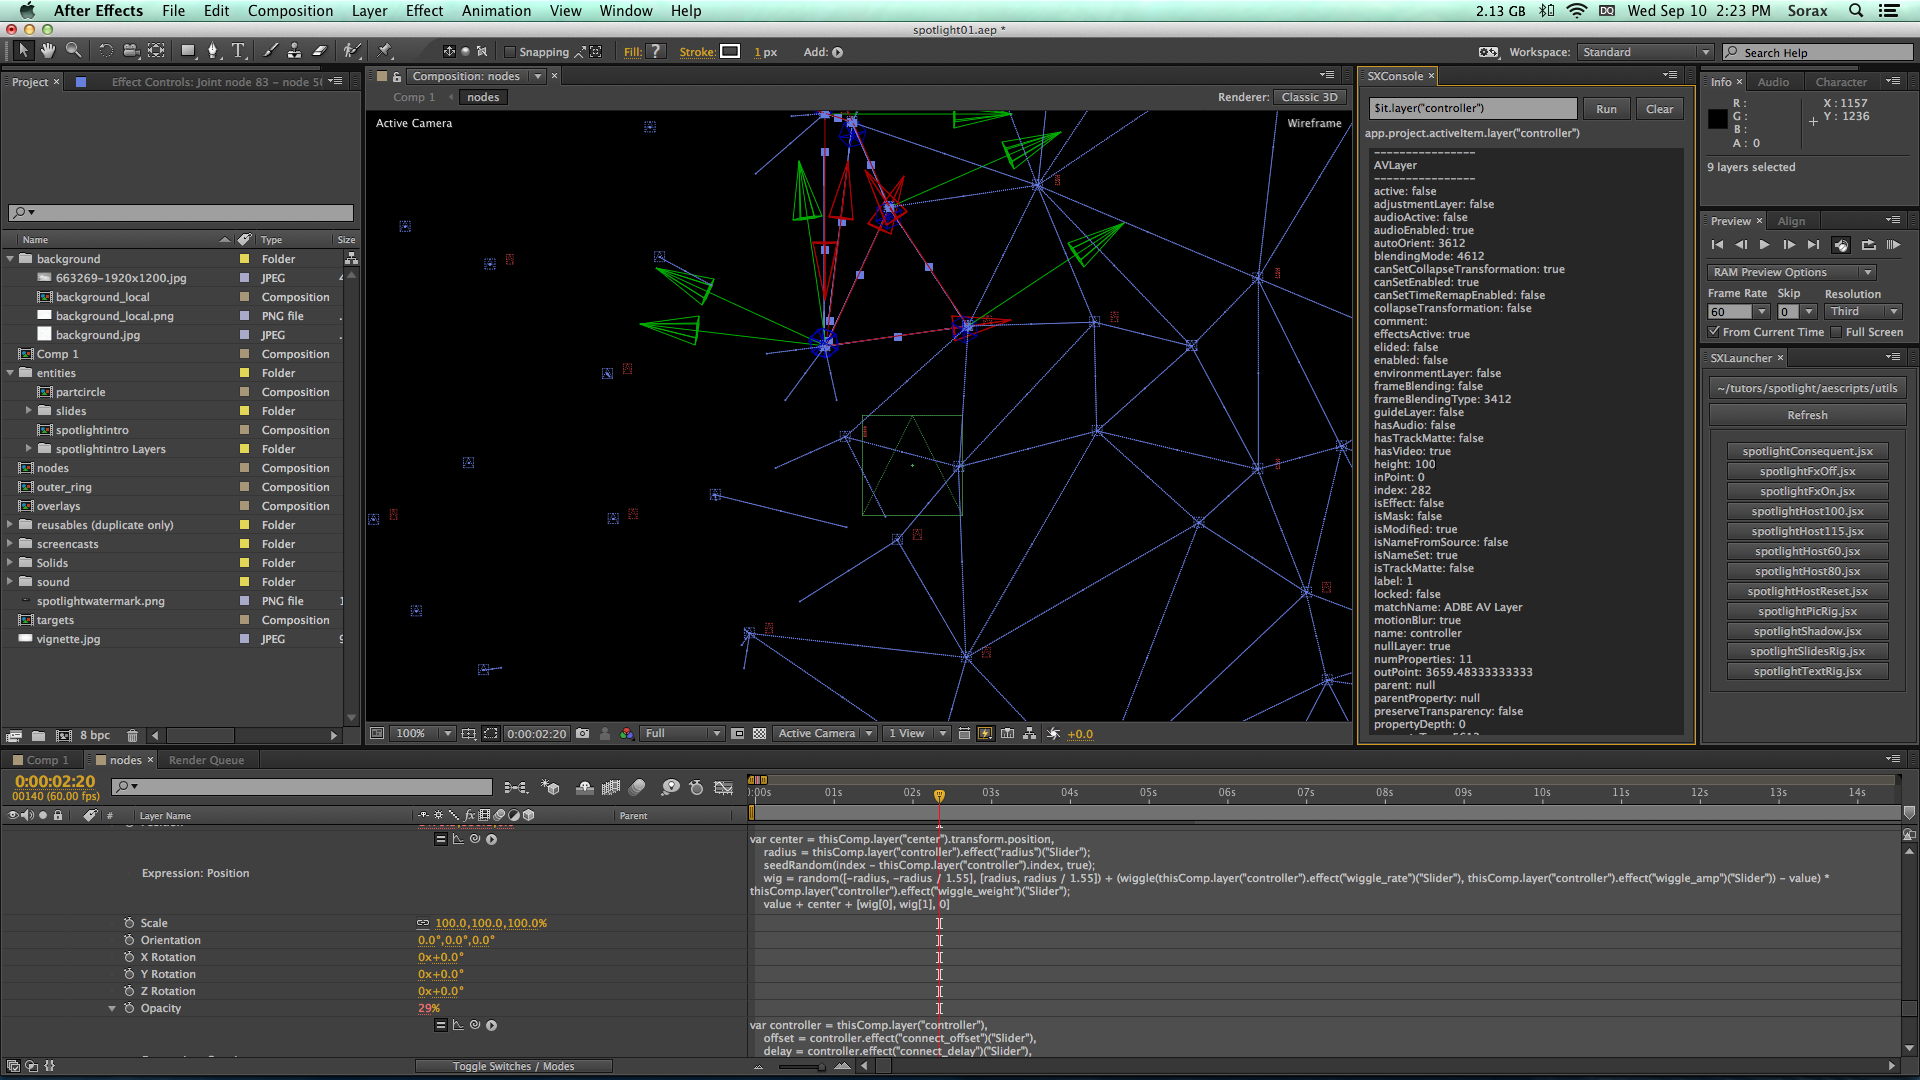 After Effects File Edit Composition Layer Effect Animation View Window Help 2.13 GB Wed Sep 10 2:23 PM Sorax
spotlight01.aep *
Snapping Fill: ? Stroke: 1 px Add: Workspace: Standard Search Help
Project × Effect Controls: Joint node 83 – node 5
Name Type Size
background Folder
663269-1920x1200.jpg JPEG
background_local Composition
background_local.png PNG file
background.jpg JPEG
Comp 1 Composition
entities Folder
partcircle Composition
slides Folder
spotlightintro Composition
spotlightintro Layers Folder
nodes Composition
outer_ring Composition
overlays Composition
reusables (duplicate only) Folder
screencasts Folder
Solids Folder
sound Folder
spotlightwatermark.png PNG file
targets Composition
vignette.jpg JPEG
8 bpc
Composition: nodes ×
Comp 1 nodes Renderer: Classic 3D
Active Camera Wireframe
100% 0:00:02:20 Full Active Camera 1 View +0.0
SXConsole ×
$it.layer("controller") Run Clear
app.project.activeItem.layer("controller")
----------------
AVLayer
----------------
active: false
adjustmentLayer: false
audioActive: false
audioEnabled: true
autoOrient: 3612
blendingMode: 4612
canSetCollapseTransformation: true
canSetEnabled: true
canSetTimeRemapEnabled: false
collapseTransformation: false
comment:
effectsActive: true
elided: false
enabled: false
environmentLayer: false
frameBlending: false
frameBlendingType: 3412
guideLayer: false
hasAudio: false
hasTrackMatte: false
hasVideo: true
height: 100
inPoint: 0
index: 282
isEffect: false
isMask: false
isModified: true
isNameFromSource: false
isNameSet: true
isTrackMatte: false
label: 1
locked: false
matchName: ADBE AV Layer
motionBlur: true
name: controller
nullLayer: true
numProperties: 11
outPoint: 3659.48333333333
parent: null
parentProperty: null
preserveTransparency: false
propertyDepth: 0
Info × Audio Character
R : X : 1157
G : Y : 1236
B :
A : 0
9 layers selected
Preview × Align
RAM Preview Options
Frame Rate Skip Resolution
60 0 Third
From Current Time Full Screen
SXLauncher ×
~/tutors/spotlight/aescripts/utils
Refresh
spotlightConsequent.jsx
spotlightFxOff.jsx
spotlightFxOn.jsx
spotlightHost100.jsx
spotlightHost115.jsx
spotlightHost60.jsx
spotlightHost80.jsx
spotlightHostReset.jsx
spotlightPicRig.jsx
spotlightShadow.jsx
spotlightSlidesRig.jsx
spotlightTextRig.jsx
Comp 1 nodes × Render Queue
0:00:02:20
00140 (60.00 fps)
# Layer Name Parent
):00s 01s 02s 03s 04s 05s 06s 07s 08s 09s 10s 11s 12s 13s 14s
Expression: Position
var center = thisComp.layer("center").transform.position,
radius = thisComp.layer("controller").effect("radius")("Slider");
seedRandom(index - thisComp.layer("controller").index, true);
wig = random([-radius, -radius / 1.55], [radius, radius / 1.55]) + (wiggle(thisComp.layer("controller").effect("wiggle_rate")("Slider"), thisComp.layer("controller").effect("wiggle_amp")("Slider")) - value) *
thisComp.layer("controller").effect("wiggle_weight")("Slider");
value + center + [wig[0], wig[1], 0]
Scale 100.0,100.0,100.0%
Orientation 0.0°,0.0°,0.0°
X Rotation 0x+0.0°
Y Rotation 0x+0.0°
Z Rotation 0x+0.0°
Opacity 29%
var controller = thisComp.layer("controller"),
offset = controller.effect("connect_offset")("Slider"),
delay = controller.effect("connect_delay")("Slider"),
Toggle Switches / Modes